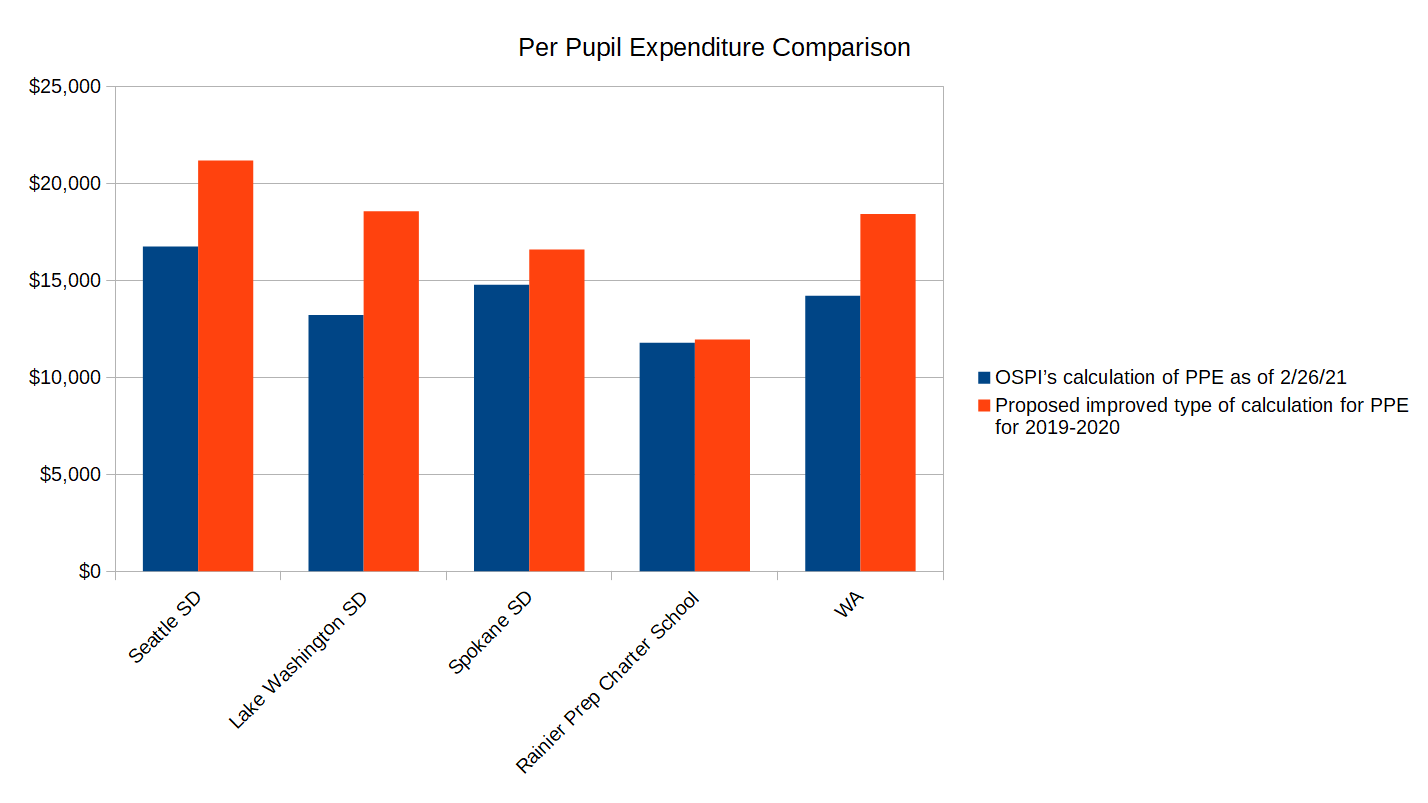 Per Pupil Expenditure Comparison
$25,000
$20,000
$15,000
$10,000
$5,000
$0
Seattle SD
Lake Washington SD
Spokane SD
Rainier Prep Charter School
WA
OSPI’s calculation of PPE as of 2/26/21
Proposed improved type of calculation for PPE
for 2019-2020